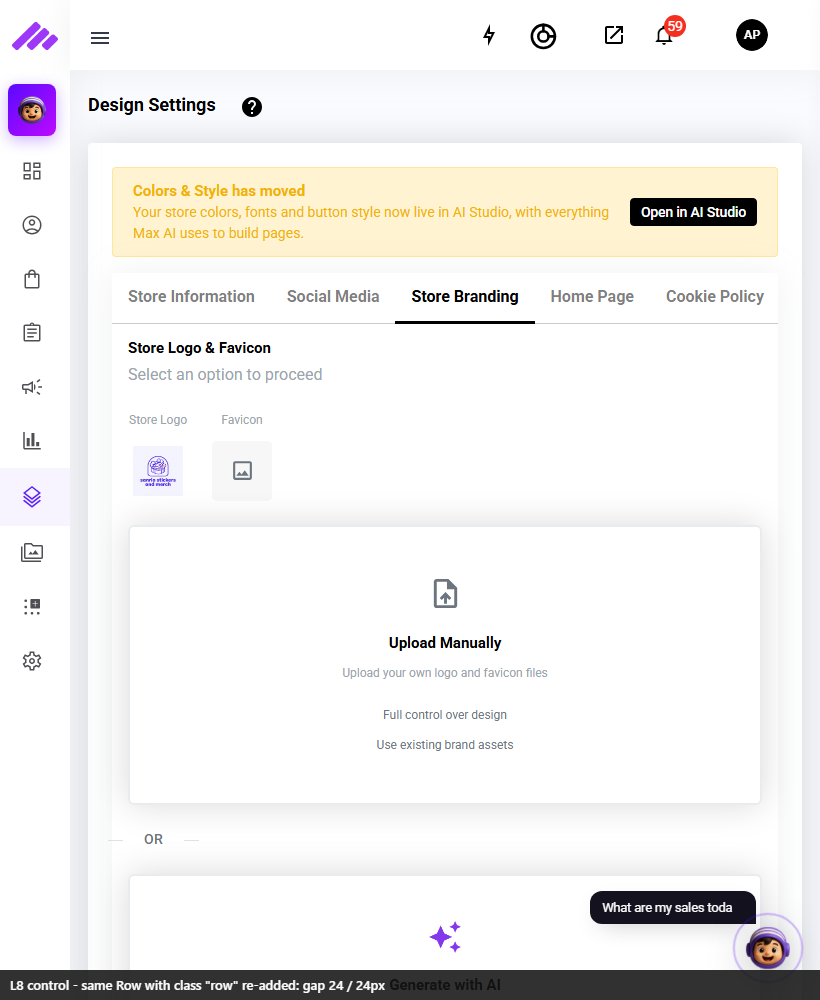 59
AP
Design Settings
?
Colors & Style has moved
Your store colors, fonts and button style now live in AI Studio, with everything
Max AI uses to build pages.
Open in AI Studio
Store Information
Social Media
Store Branding
Home Page
Cookie Policy
Store Logo & Favicon
Select an option to proceed
Store Logo
Favicon
sanrio stickers
and merch
Upload Manually
Upload your own logo and favicon files
Full control over design
Use existing brand assets
OR
What are my sales toda
Generate with AI
L8 control - same Row with class "row" re-added: gap 24 / 24px